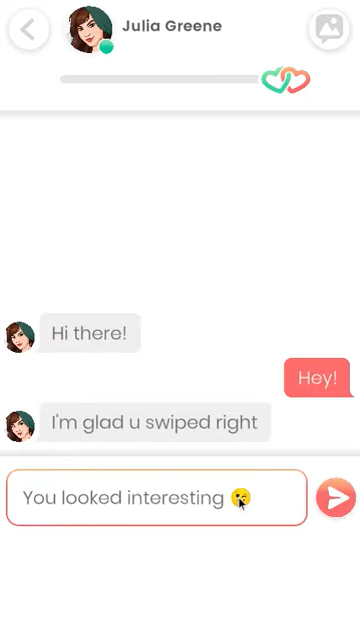 Julia Greene
Hi there!
Hey!
I'm glad u swiped right
You looked interesting 😉